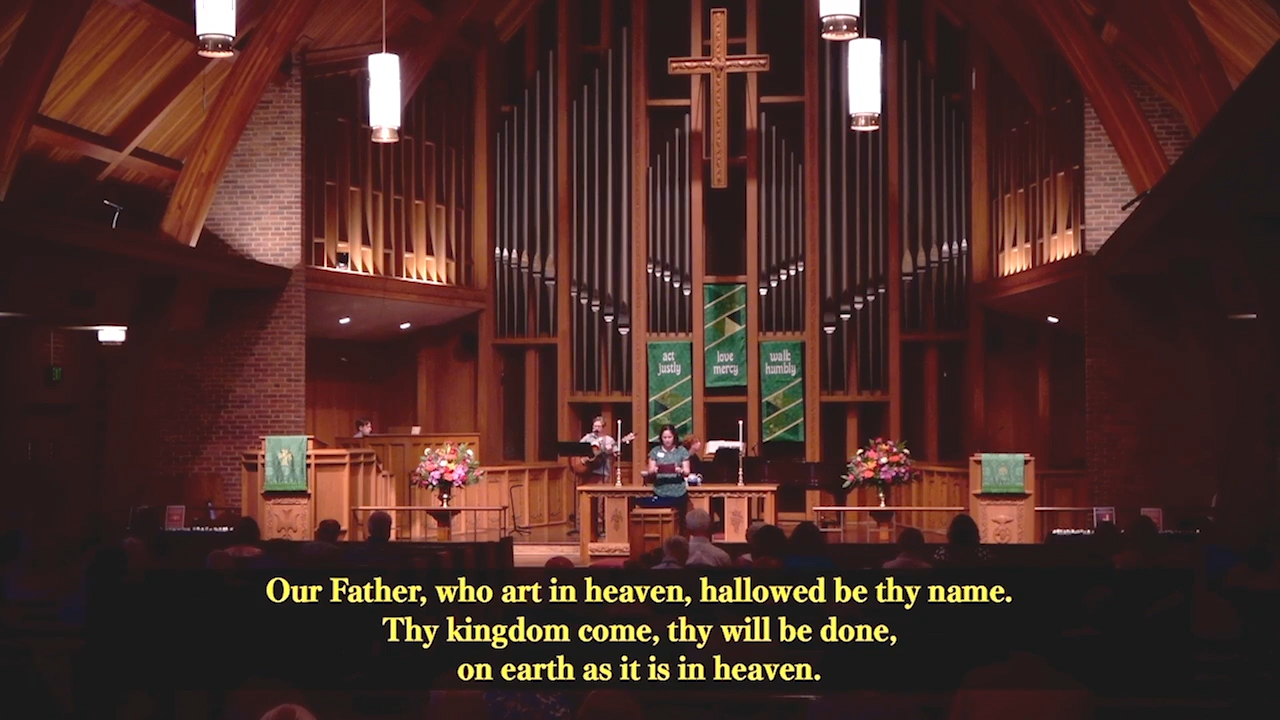 act
justly
love
mercy
walk
humbly
Our Father, who art in heaven, hallowed be thy name.
Thy kingdom come, thy will be done,
on earth as it is in heaven.